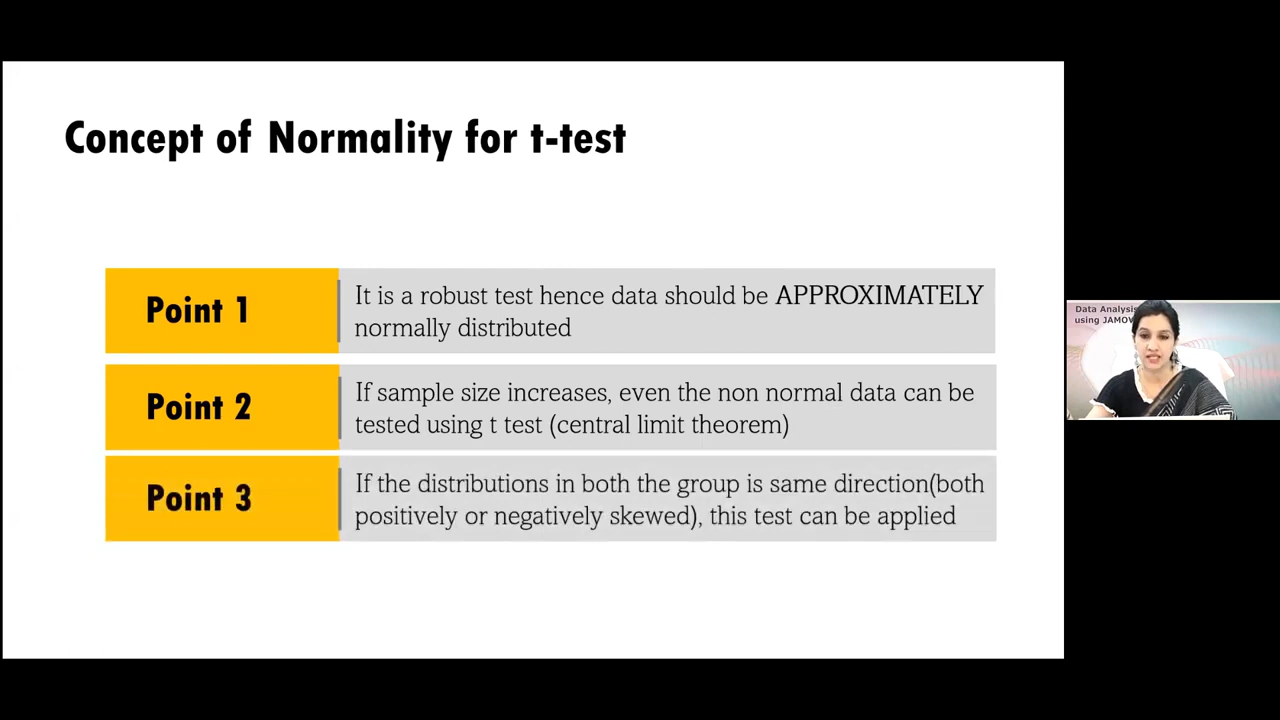 Concept of Normality for t-test
Point 1
It is a robust test hence data should be APPROXIMATELY
normally distributed
Point 2
If sample size increases, even the non normal data can be
tested using t test (central limit theorem)
Point 3
If the distributions in both the group is same direction(both
positively or negatively skewed), this test can be applied
Data Analysis
using JAMOV